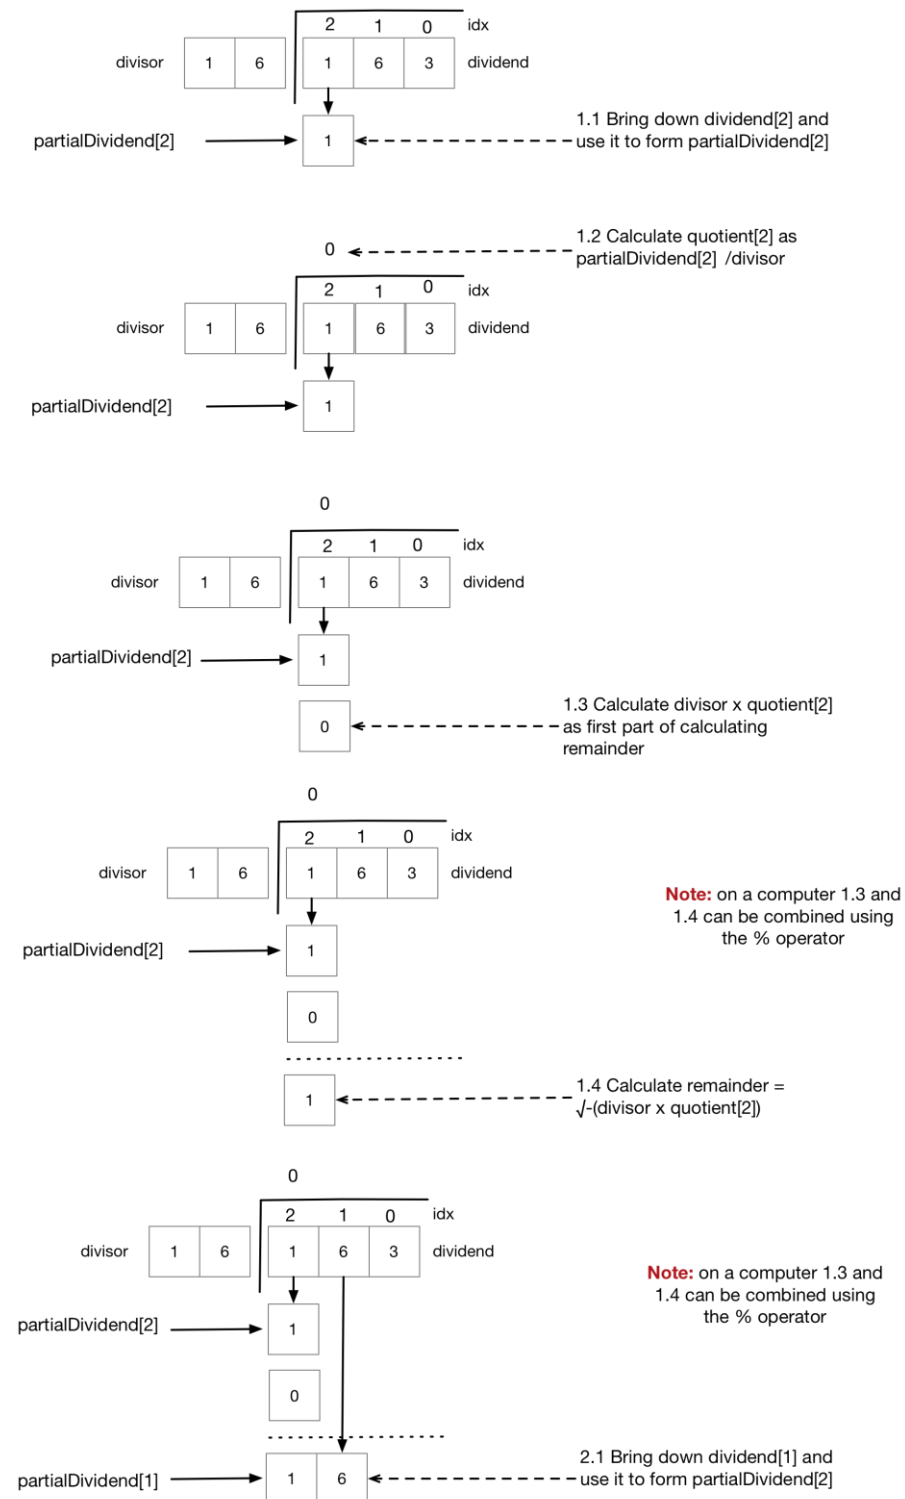 2 1 0 idx
divisor 1 6 1 6 3 dividend
1.1 Bring down dividend[2] and
partialDividend[2] 1 use it to form partialDividend[2]
1.2 Calculate quotient[2] as
0 partialDividend[2] /divisor
2 1 0 idx
divisor 1 6 1 6 3 dividend
partialDividend[2] 1
0
2 1 0 idx
divisor 1 6 1 6 3 dividend
partialDividend[2] 1
1.3 Calculate divisor x quotient[2]
0 as first part of calculating
remainder
0
2 1 0 idx
divisor 1 6 1 6 3 dividend
Note: on a computer 1.3 and
1.4 can be combined using
the % operator
partialDividend[2] 1
0
1.4 Calculate remainder =
1 √-(divisor x quotient[2])
0
2 1 0 idx
divisor 1 6 1 6 3 dividend
Note: on a computer 1.3 and
1.4 can be combined using
the % operator
partialDividend[2] 1
0
2.1 Bring down dividend[1] and
partialDividend[1] 1 6 use it to form partialDividend[2]